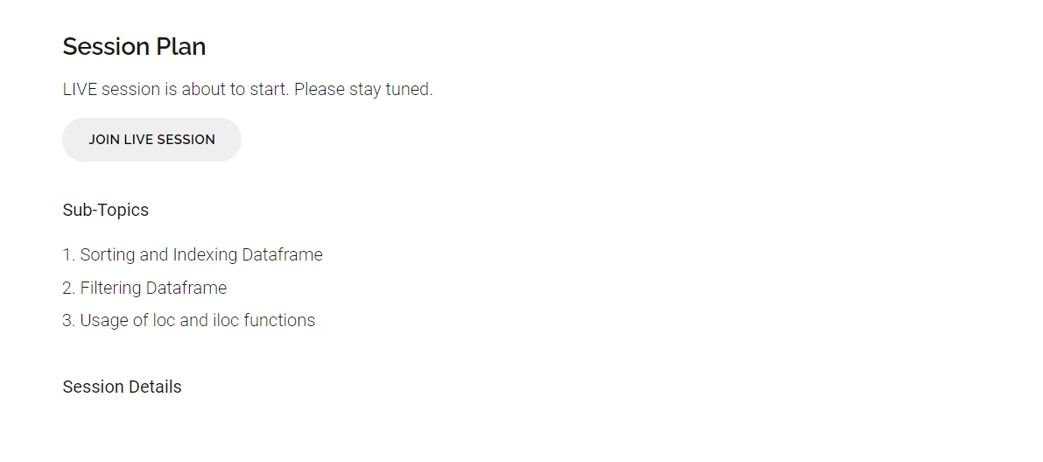 Session Plan
LIVE session is about to start. Please stay tuned.
JOIN LIVE SESSION
Sub-Topics
1. Sorting and Indexing Dataframe
2. Filtering Dataframe
3. Usage of loc and iloc functions
Session Details